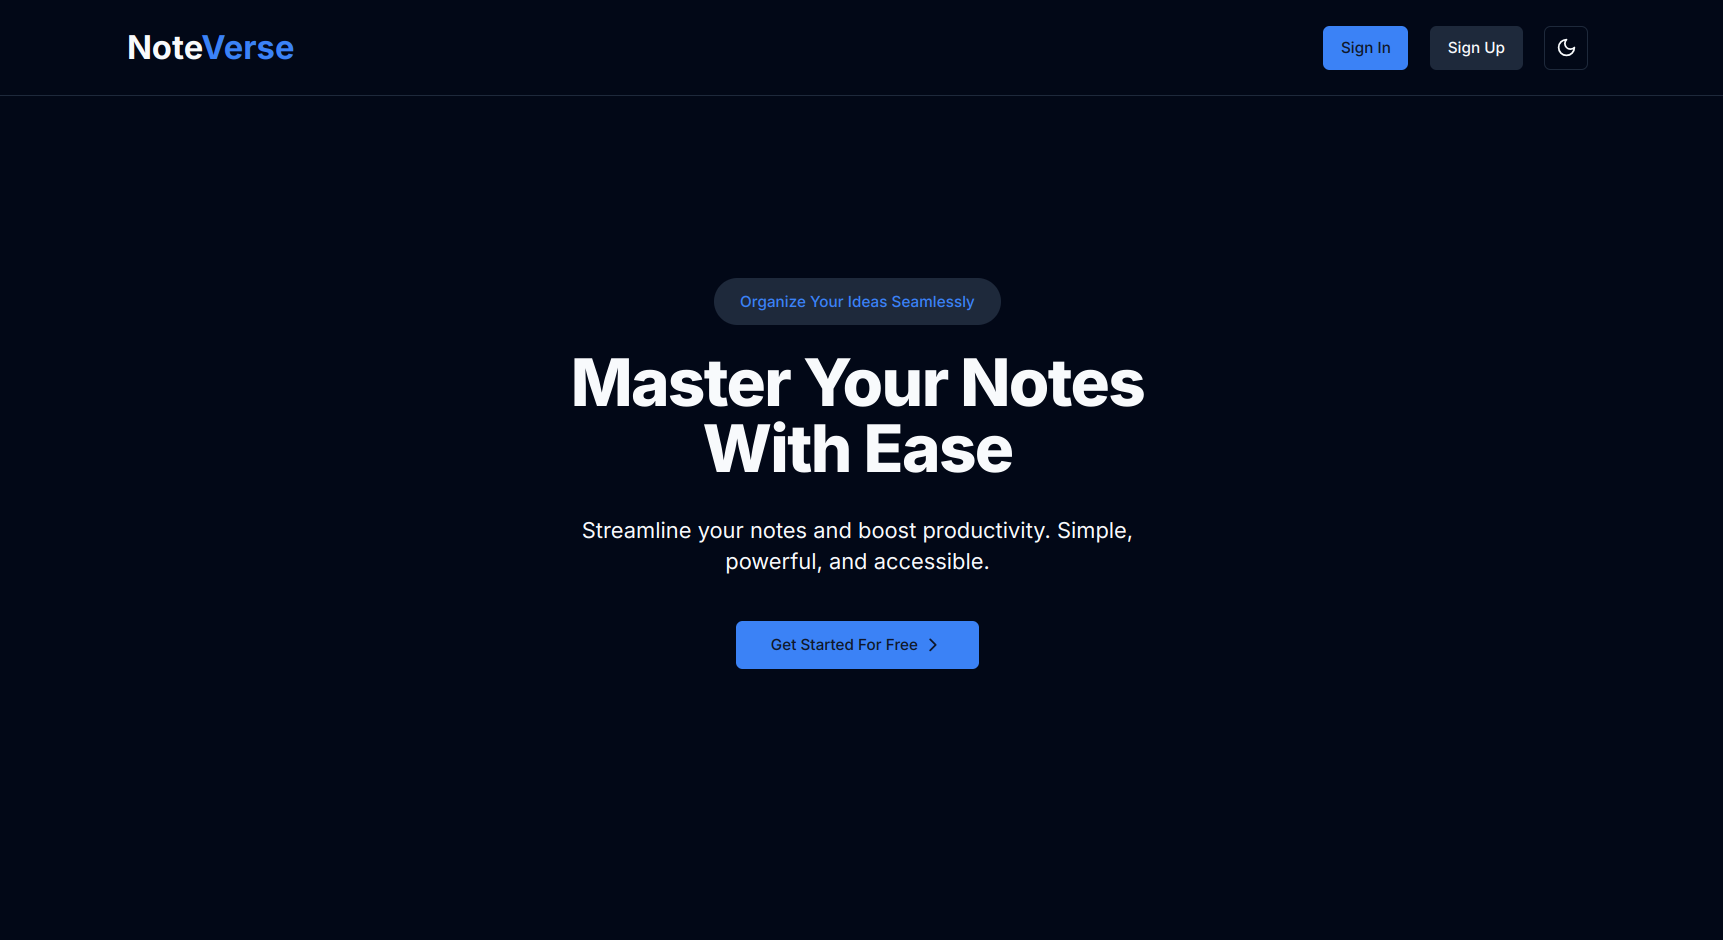 NoteVerse
Sign In
Sign Up
Organize Your Ideas Seamlessly
Master Your Notes
With Ease
Streamline your notes and boost productivity. Simple,
powerful, and accessible.
Get Started For Free